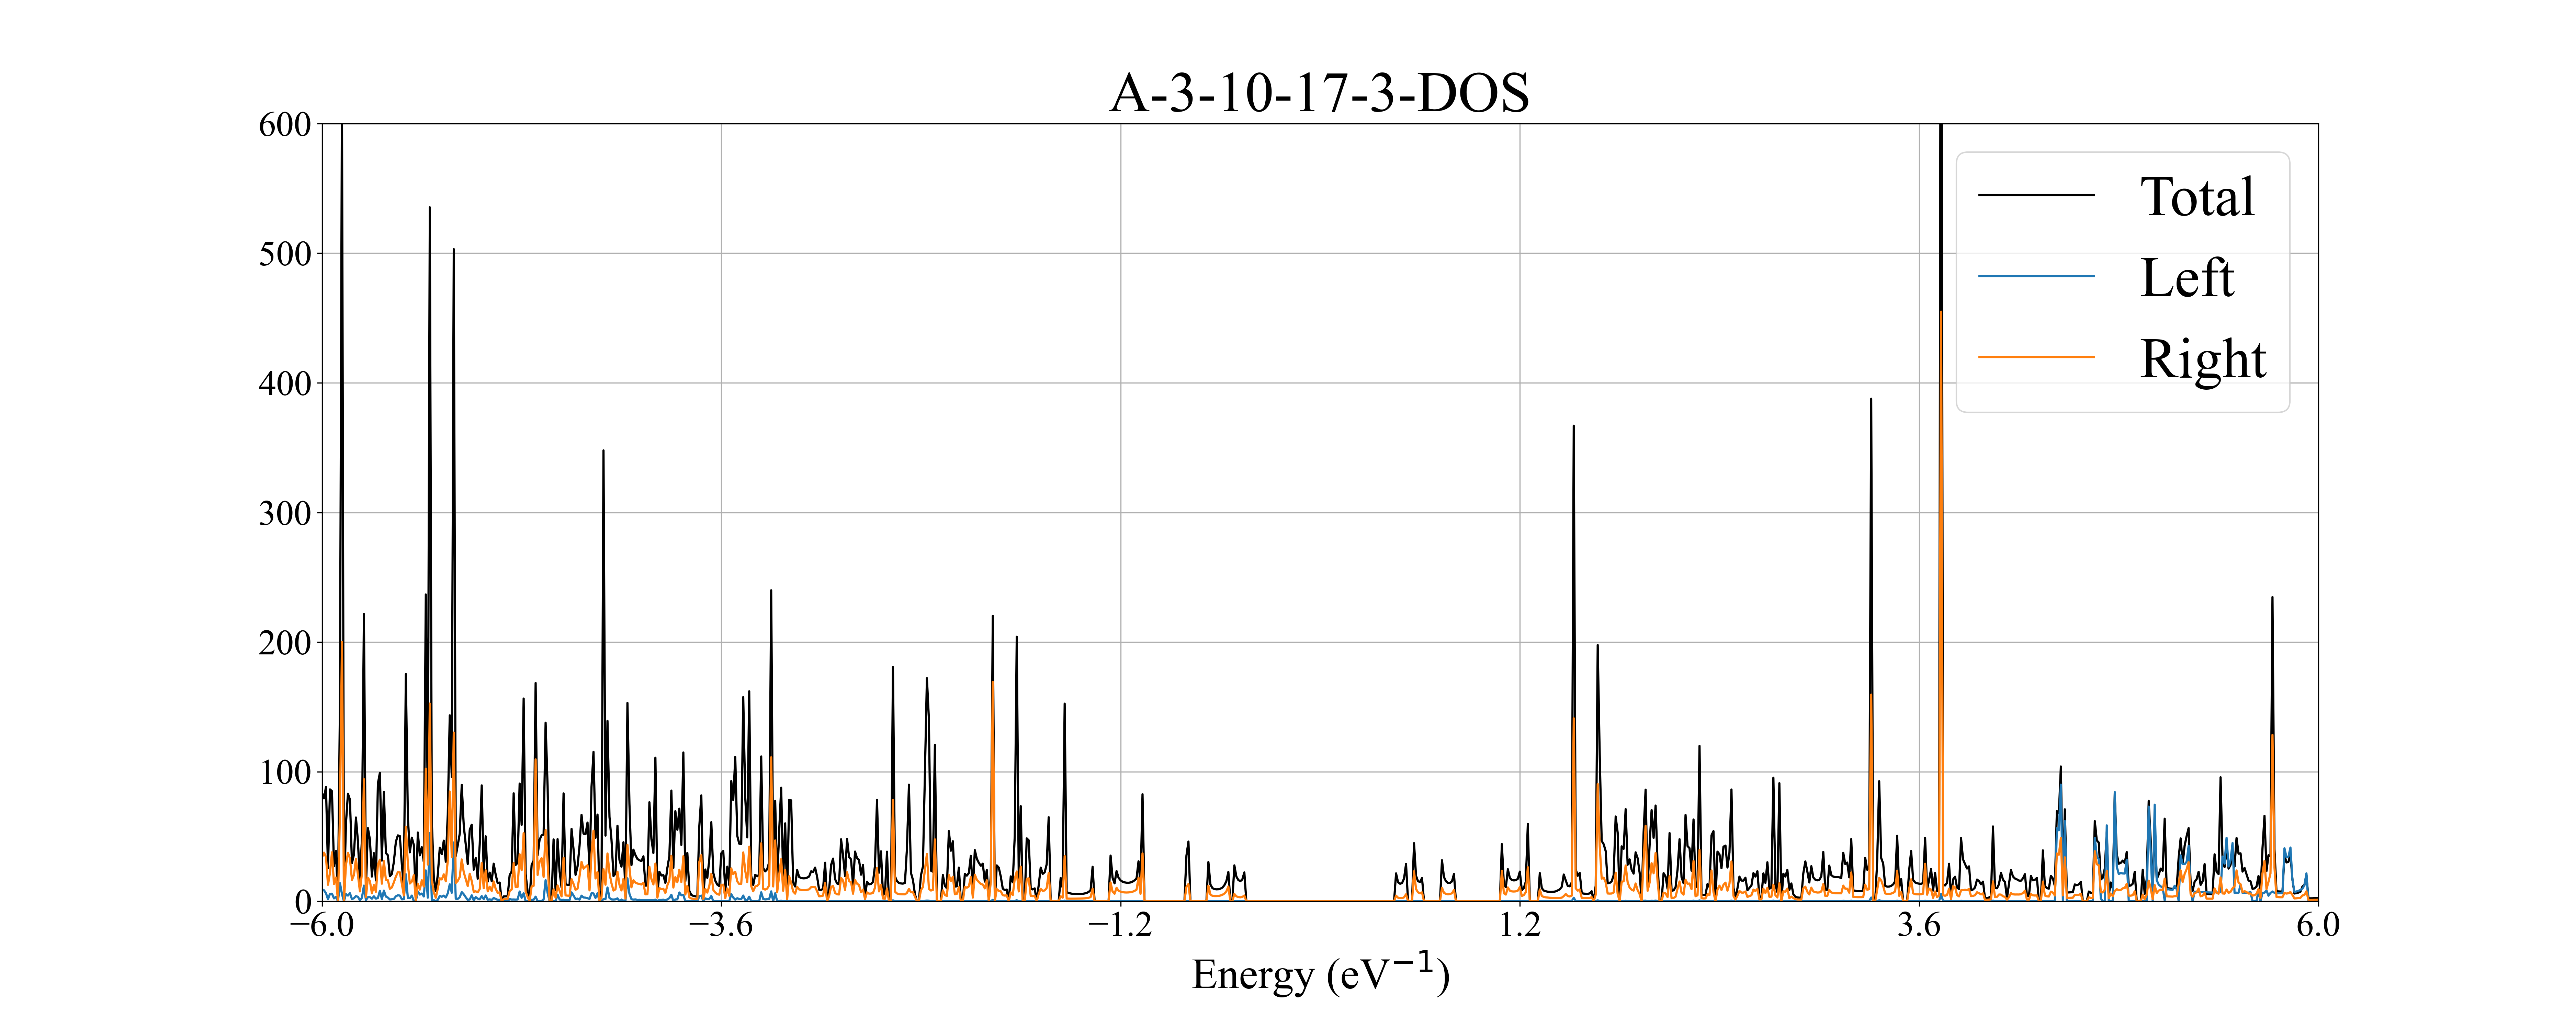 A-3-10-17-3-DOS
600
500
400
300
200
100
0
−6.0 −3.6 −1.2 1.2 3.6 6.0
Energy (eV⁻¹)
Total
Left
Right